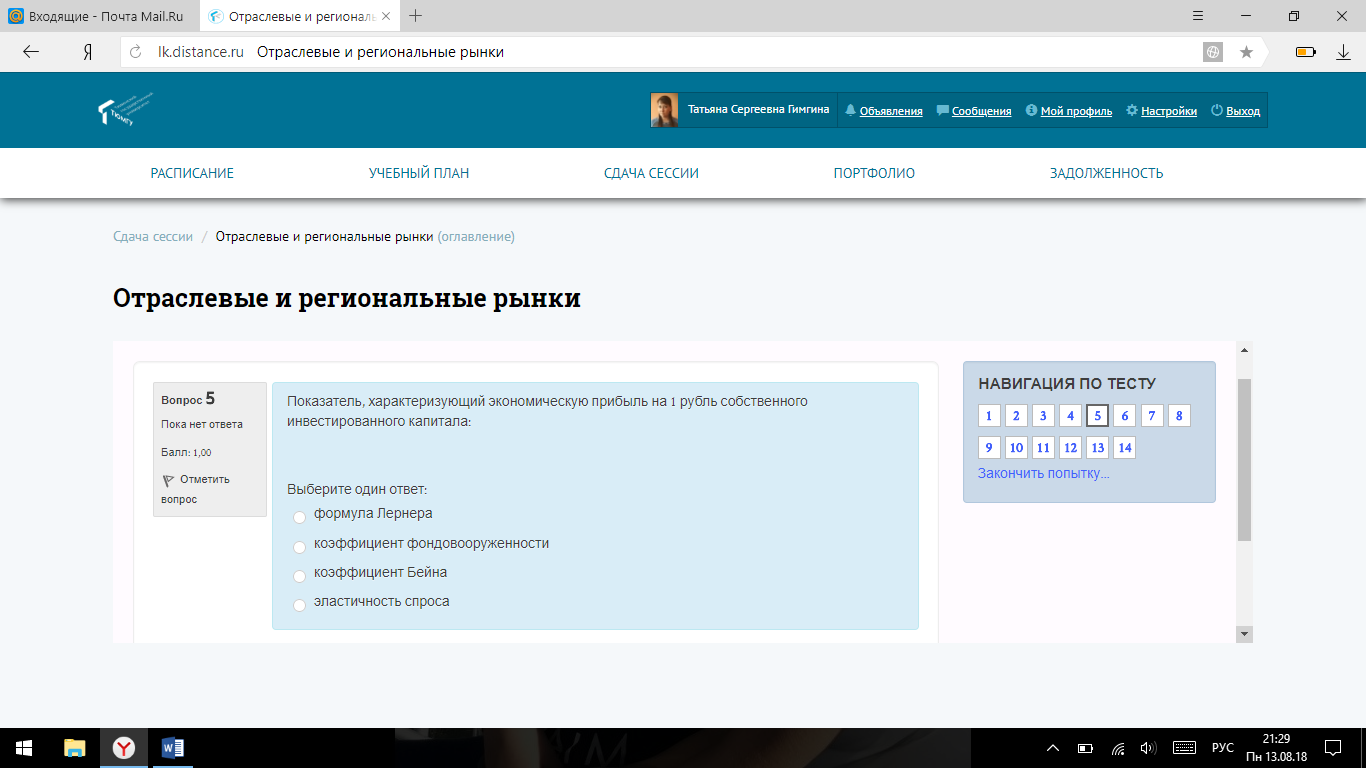 Входящие - Почта Mail.Ru
Отраслевые и региональ
lk.distance.ru Отраслевые и региональные рынки
Тюмгу
Татьяна Сергеевна Гимгина Объявления Сообщения Мой профиль Настройки Выход
РАСПИСАНИЕ УЧЕБНЫЙ ПЛАН СДАЧА СЕССИИ ПОРТФОЛИО ЗАДОЛЖЕННОСТЬ
Сдача сессии / Отраслевые и региональные рынки (оглавление)
Отраслевые и региональные рынки
Вопрос 5
Пока нет ответа
Балл: 1,00
Отметить
вопрос
Показатель, характеризующий экономическую прибыль на 1 рубль собственного
инвестированного капитала:
Выберите один ответ:
формула Лернера
коэффициент фондовооруженности
коэффициент Бейна
эластичность спроса
НАВИГАЦИЯ ПО ТЕСТУ
1 2 3 4 5 6 7 8
9 10 11 12 13 14
Закончить попытку...
РУС
21:29
Пн 13.08.18